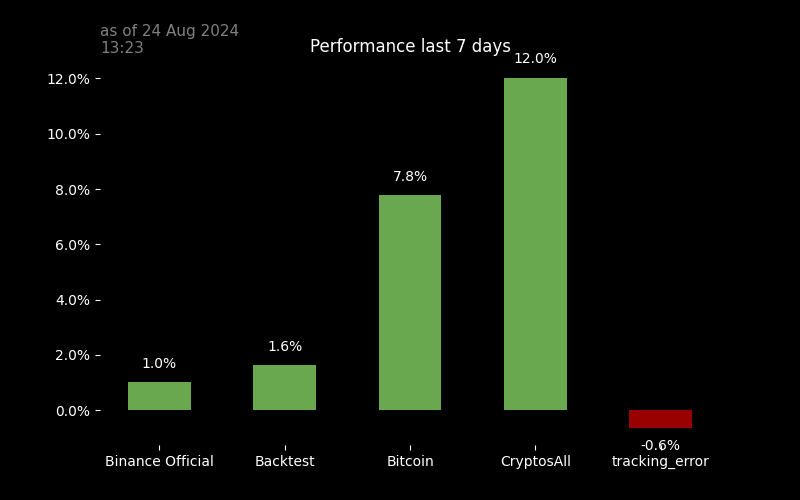 as of 24 Aug 2024
13:23
Performance last 7 days
12.0%
12.0%
10.0%
8.0%
6.0%
4.0%
2.0%
0.0%
7.8%
1.6%
1.0%
-0.6%
Binance Official
Backtest
Bitcoin
CryptosAll
tracking_error